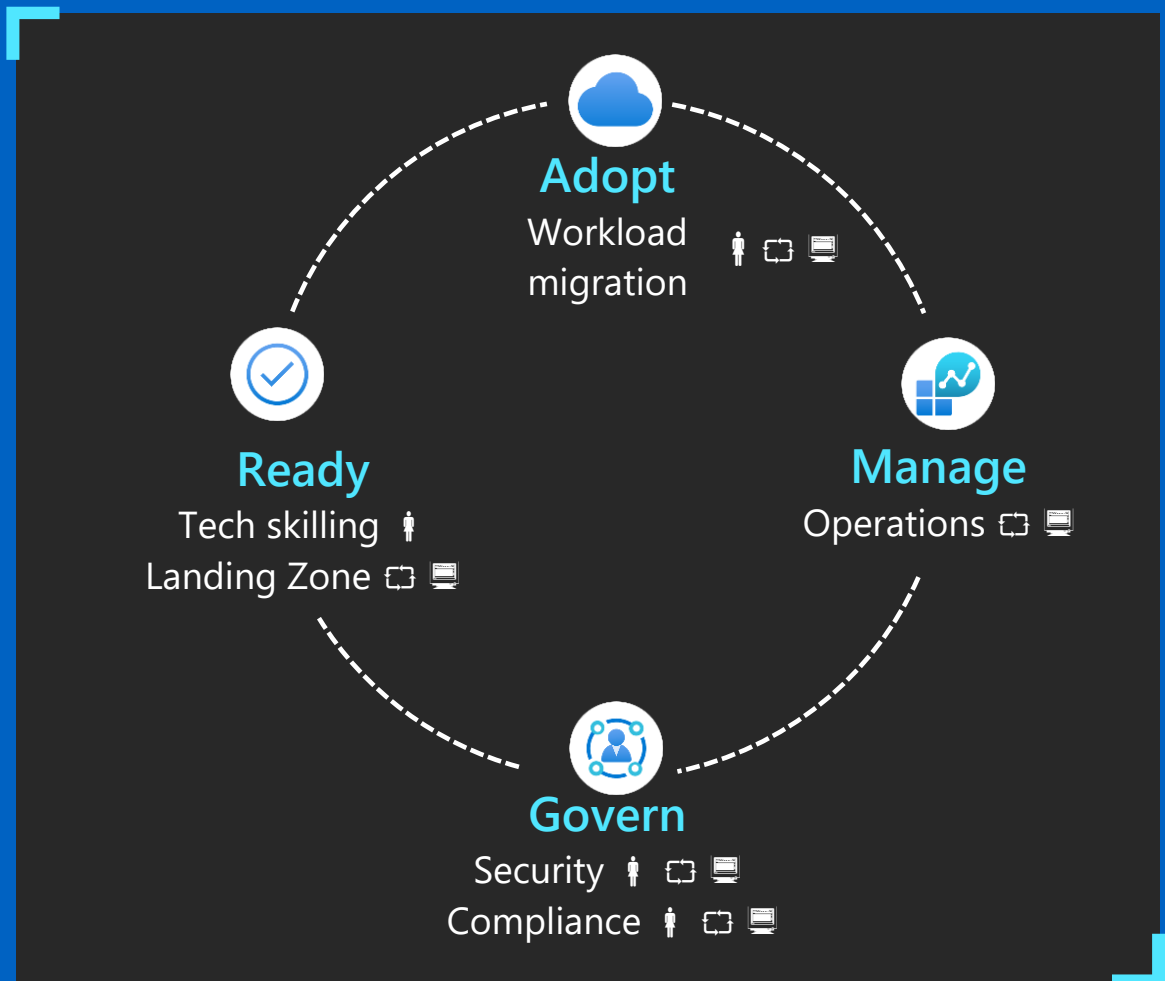 Adopt
Workload
migration
Ready
Tech skilling
Landing Zone
Manage
Operations
Govern
Security
Compliance